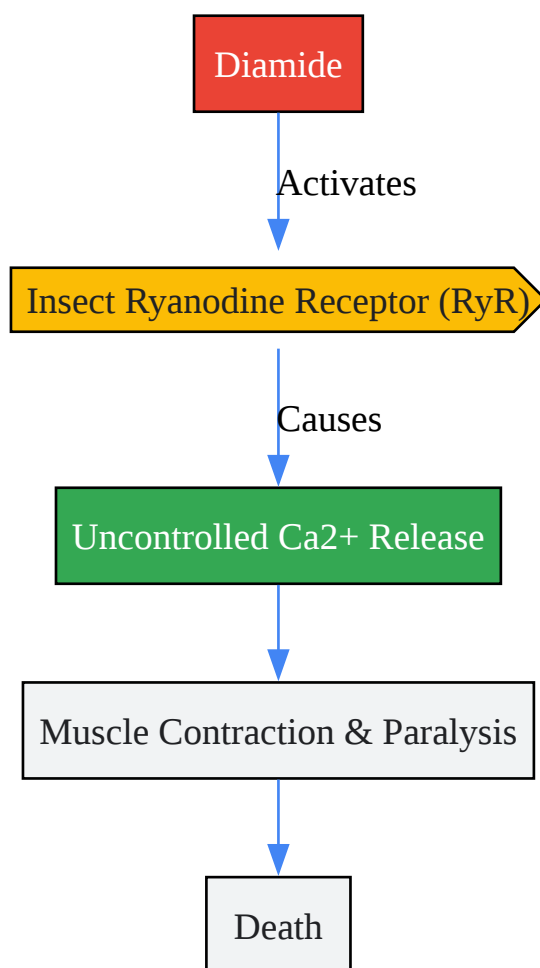 Diamide
Activates
Insect Ryanodine Receptor (RyR)
Causes
Uncontrolled Ca2+ Release
Muscle Contraction & Paralysis
Death